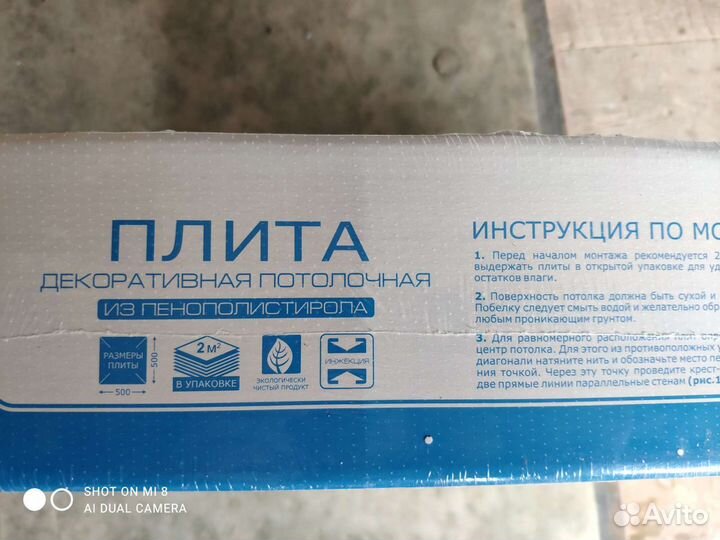 ПЛИТА
ДЕКОРАТИВНАЯ ПОТОЛОЧНАЯ
ИЗ ПЕНОПОЛИСТИРОЛА
РАЗМЕРЫ
ПЛИТЫ
500
500
2 М²
В УПАКОВКЕ
ЭКОЛОГИЧЕСКИ
ЧИСТЫЙ ПРОДУКТ
ИНЖЕКЦИЯ
ИНСТРУКЦИЯ ПО МО
1. Перед началом монтажа рекомендуется 2
выдержать плиты в открытой упаковке для уд
остатков влаги.
2. Поверхность потолка должна быть сухой и
Побелку следует смыть водой и желательно обр
любым проникающим грунтом.
3. Для равномерного расположения плит опр
центр потолка. Для этого из противоположных у
диагонали натяните нить и обозначьте место пе
ния точкой. Через эту точку проведите крест-
две прямые линии параллельные стенам (рис.1
SHOT ON MI 8
AI DUAL CAMERA
Avito